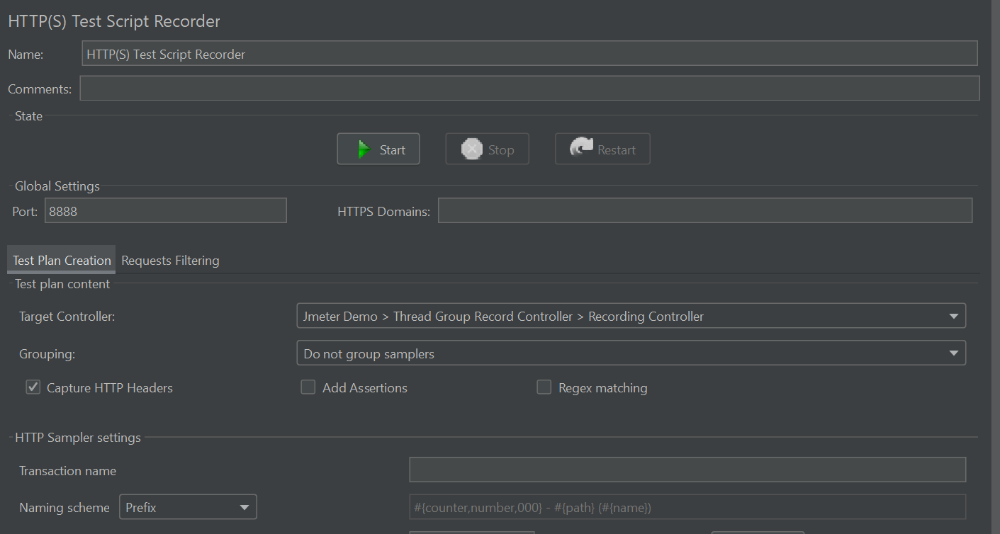 HTTP(S) Test Script Recorder
Name: HTTP(S) Test Script Recorder
Comments:
State
Start Stop Restart
Global Settings
Port: 8888 HTTPS Domains:
Test Plan Creation Requests Filtering
Test plan content
Target Controller: Jmeter Demo > Thread Group Record Controller > Recording Controller
Grouping: Do not group samplers
Capture HTTP Headers Add Assertions Regex matching
HTTP Sampler settings
Transaction name
Naming scheme Prefix #{counter,number,000} - #{path} (#{name})